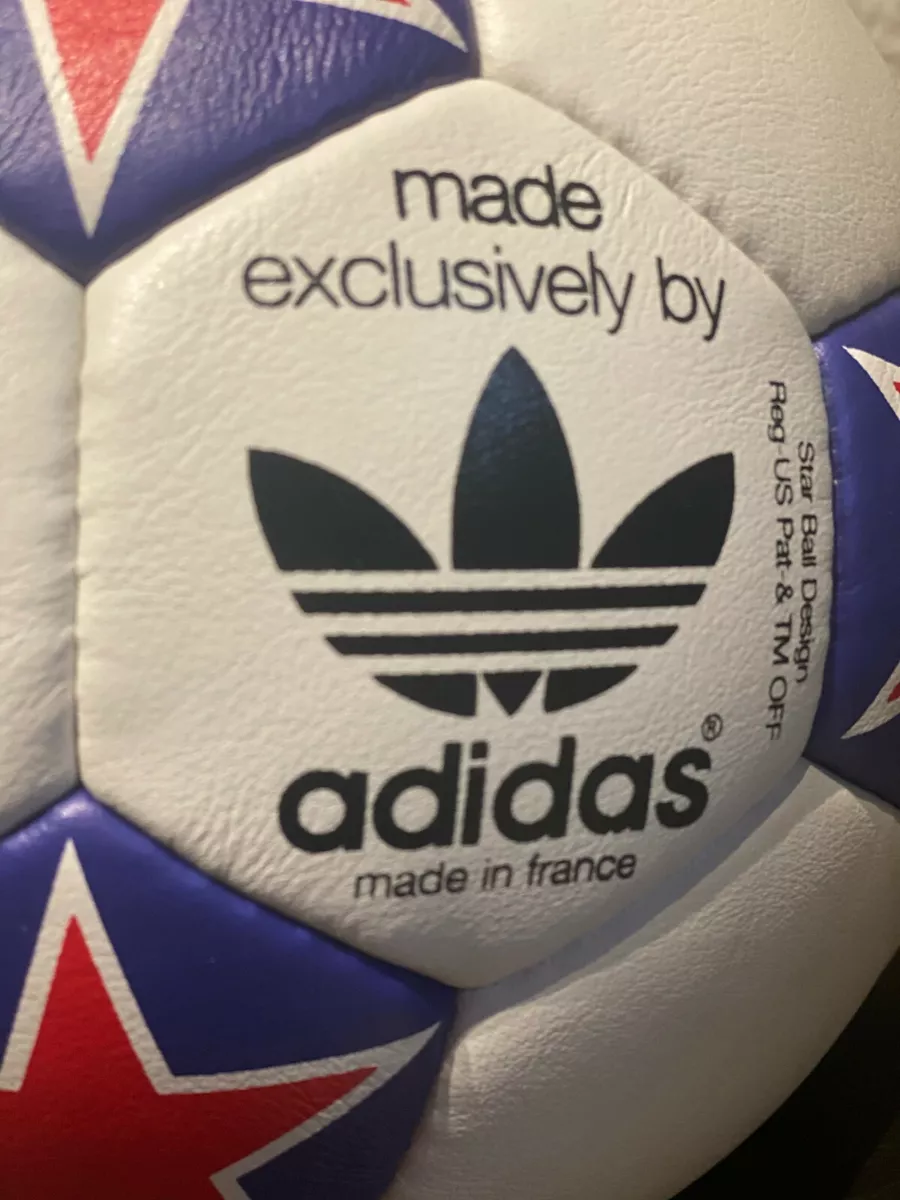 made
exclusively by
adidas®
made in france
Star Ball Design
Reg-US Pat-& TM OFF